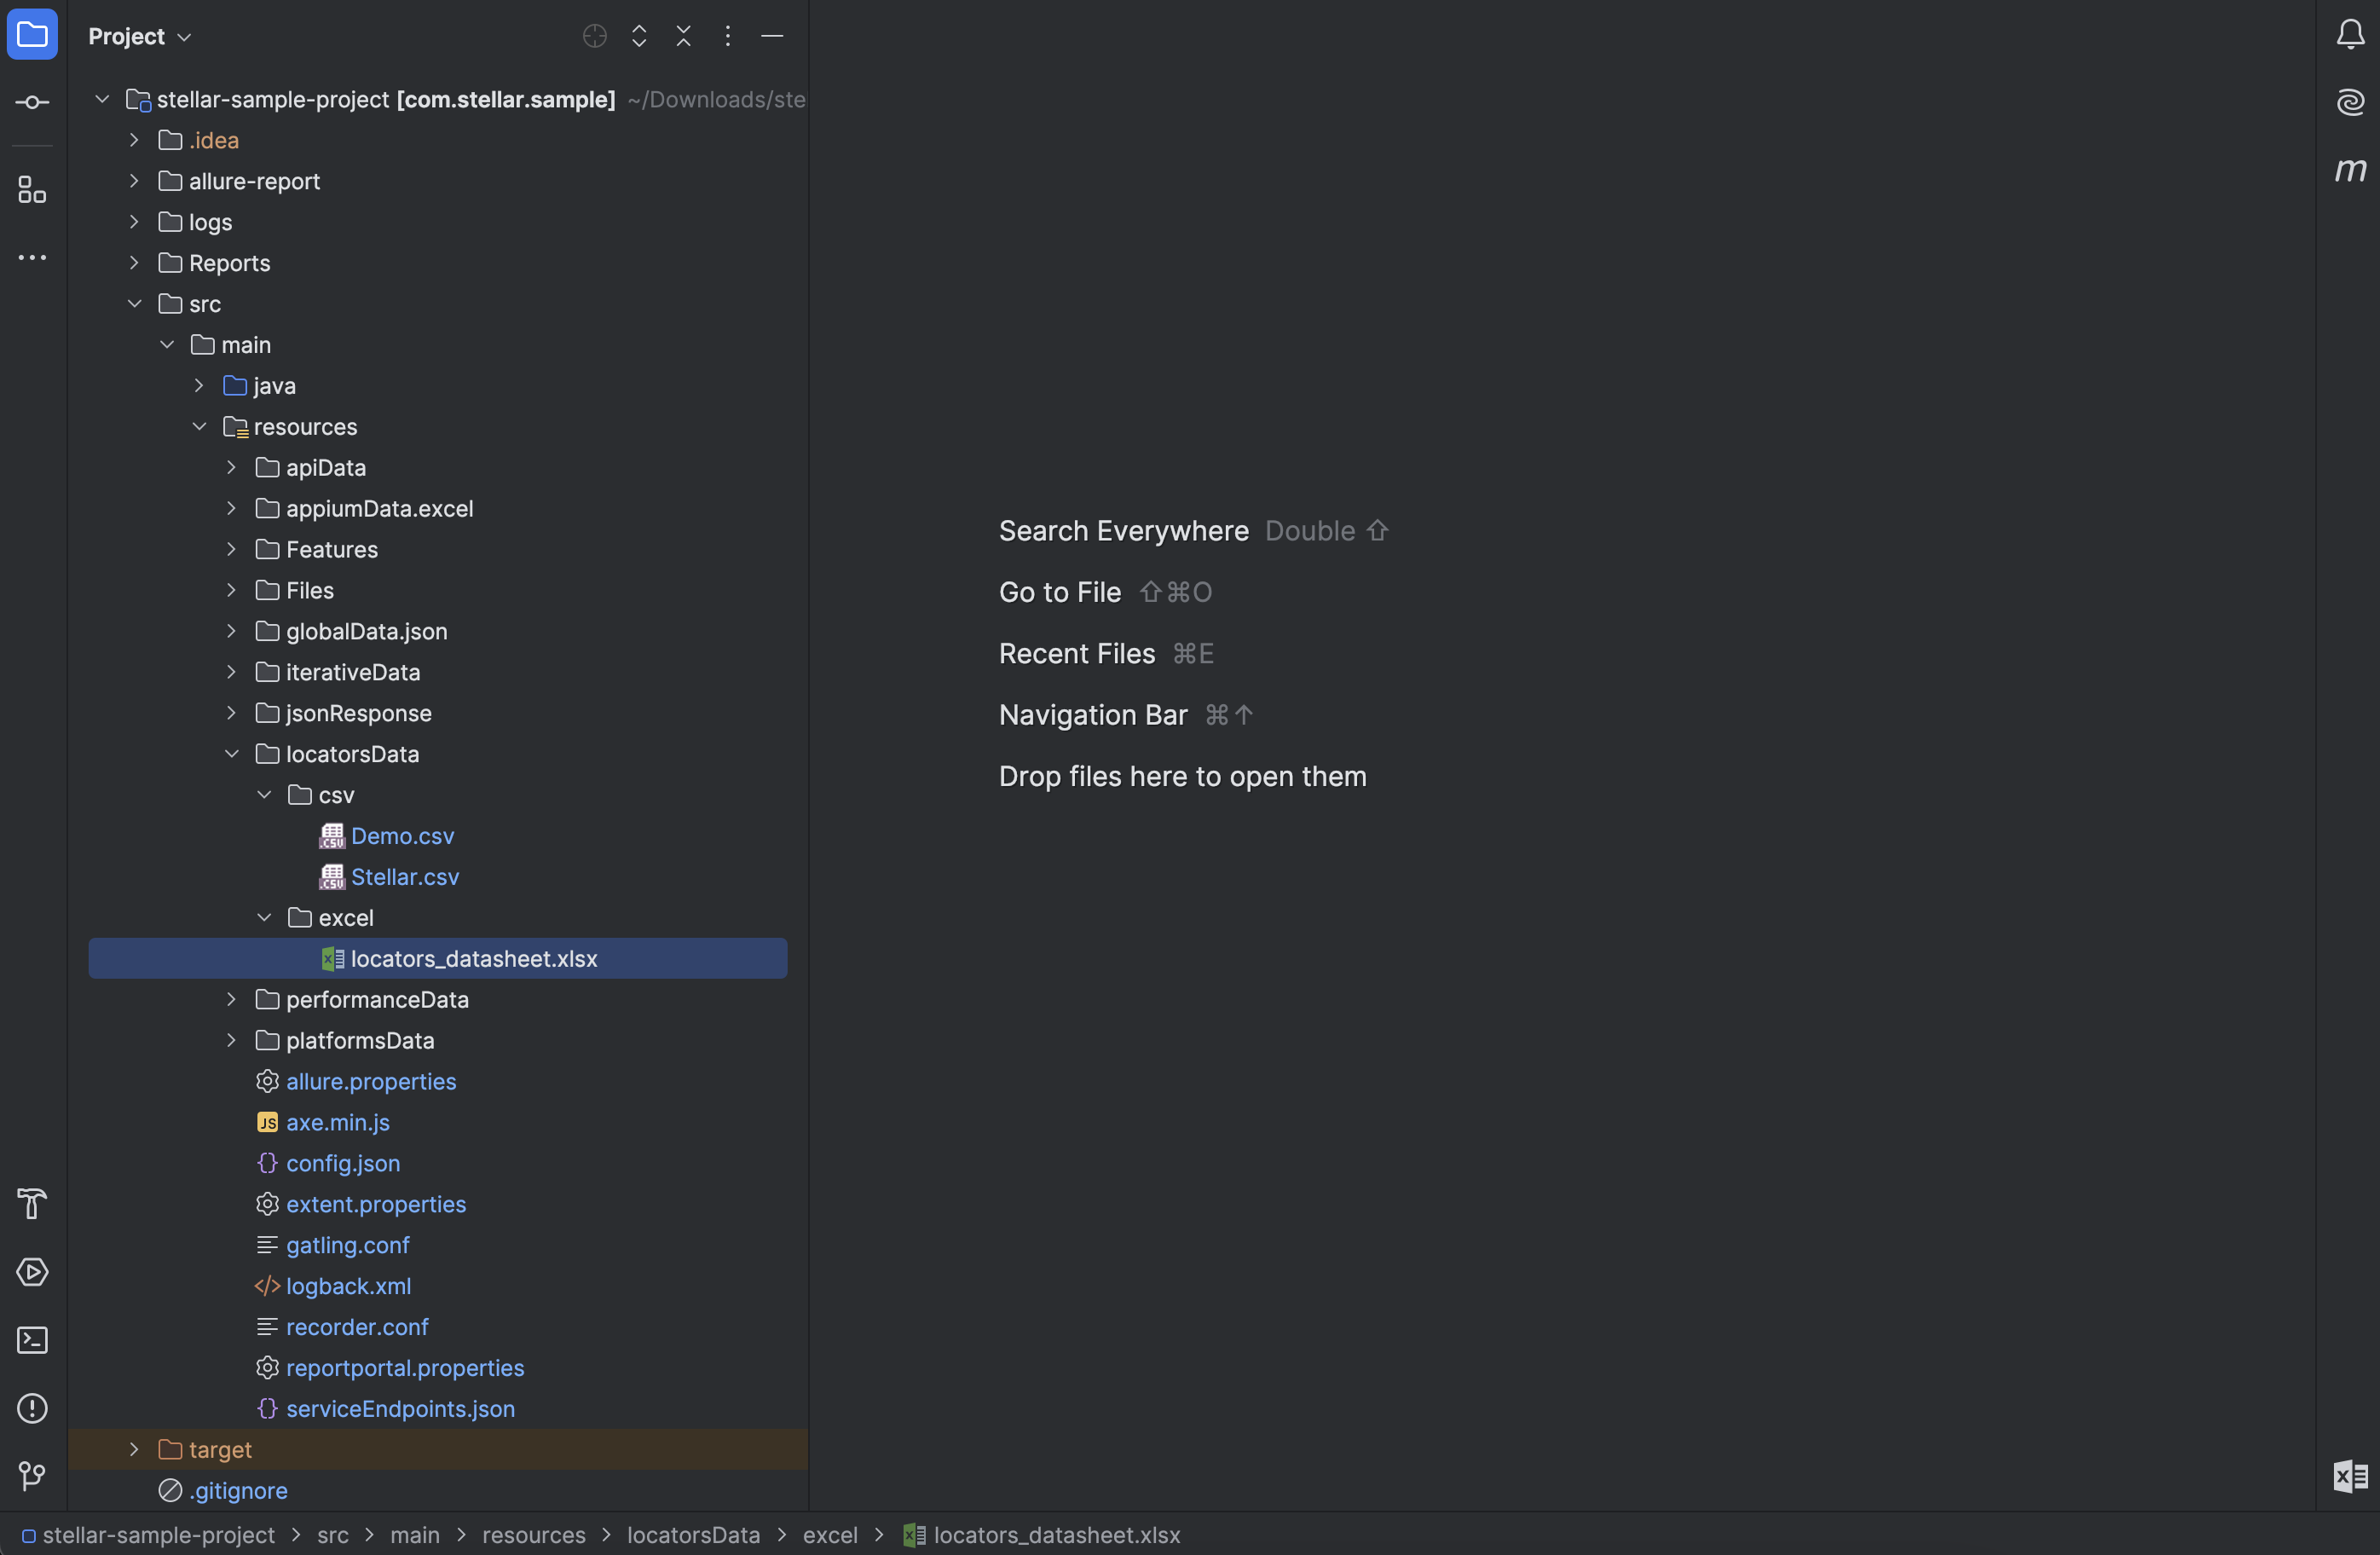 Project
stellar-sample-project [com.stellar.sample] ~/Downloads/ste
.idea
allure-report
logs
Reports
src
main
java
resources
apiData
appiumData.excel
Features
Files
globalData.json
iterativeData
jsonResponse
locatorsData
csv
Demo.csv
Stellar.csv
excel
locators_datasheet.xlsx
performanceData
platformsData
allure.properties
axe.min.js
config.json
extent.properties
gatling.conf
logback.xml
recorder.conf
reportportal.properties
serviceEndpoints.json
target
.gitignore
Search Everywhere Double ⇧
Go to File ⇧⌘O
Recent Files ⌘E
Navigation Bar ⌘↑
Drop files here to open them
m
stellar-sample-project > src > main > resources > locatorsData > excel > locators_datasheet.xlsx